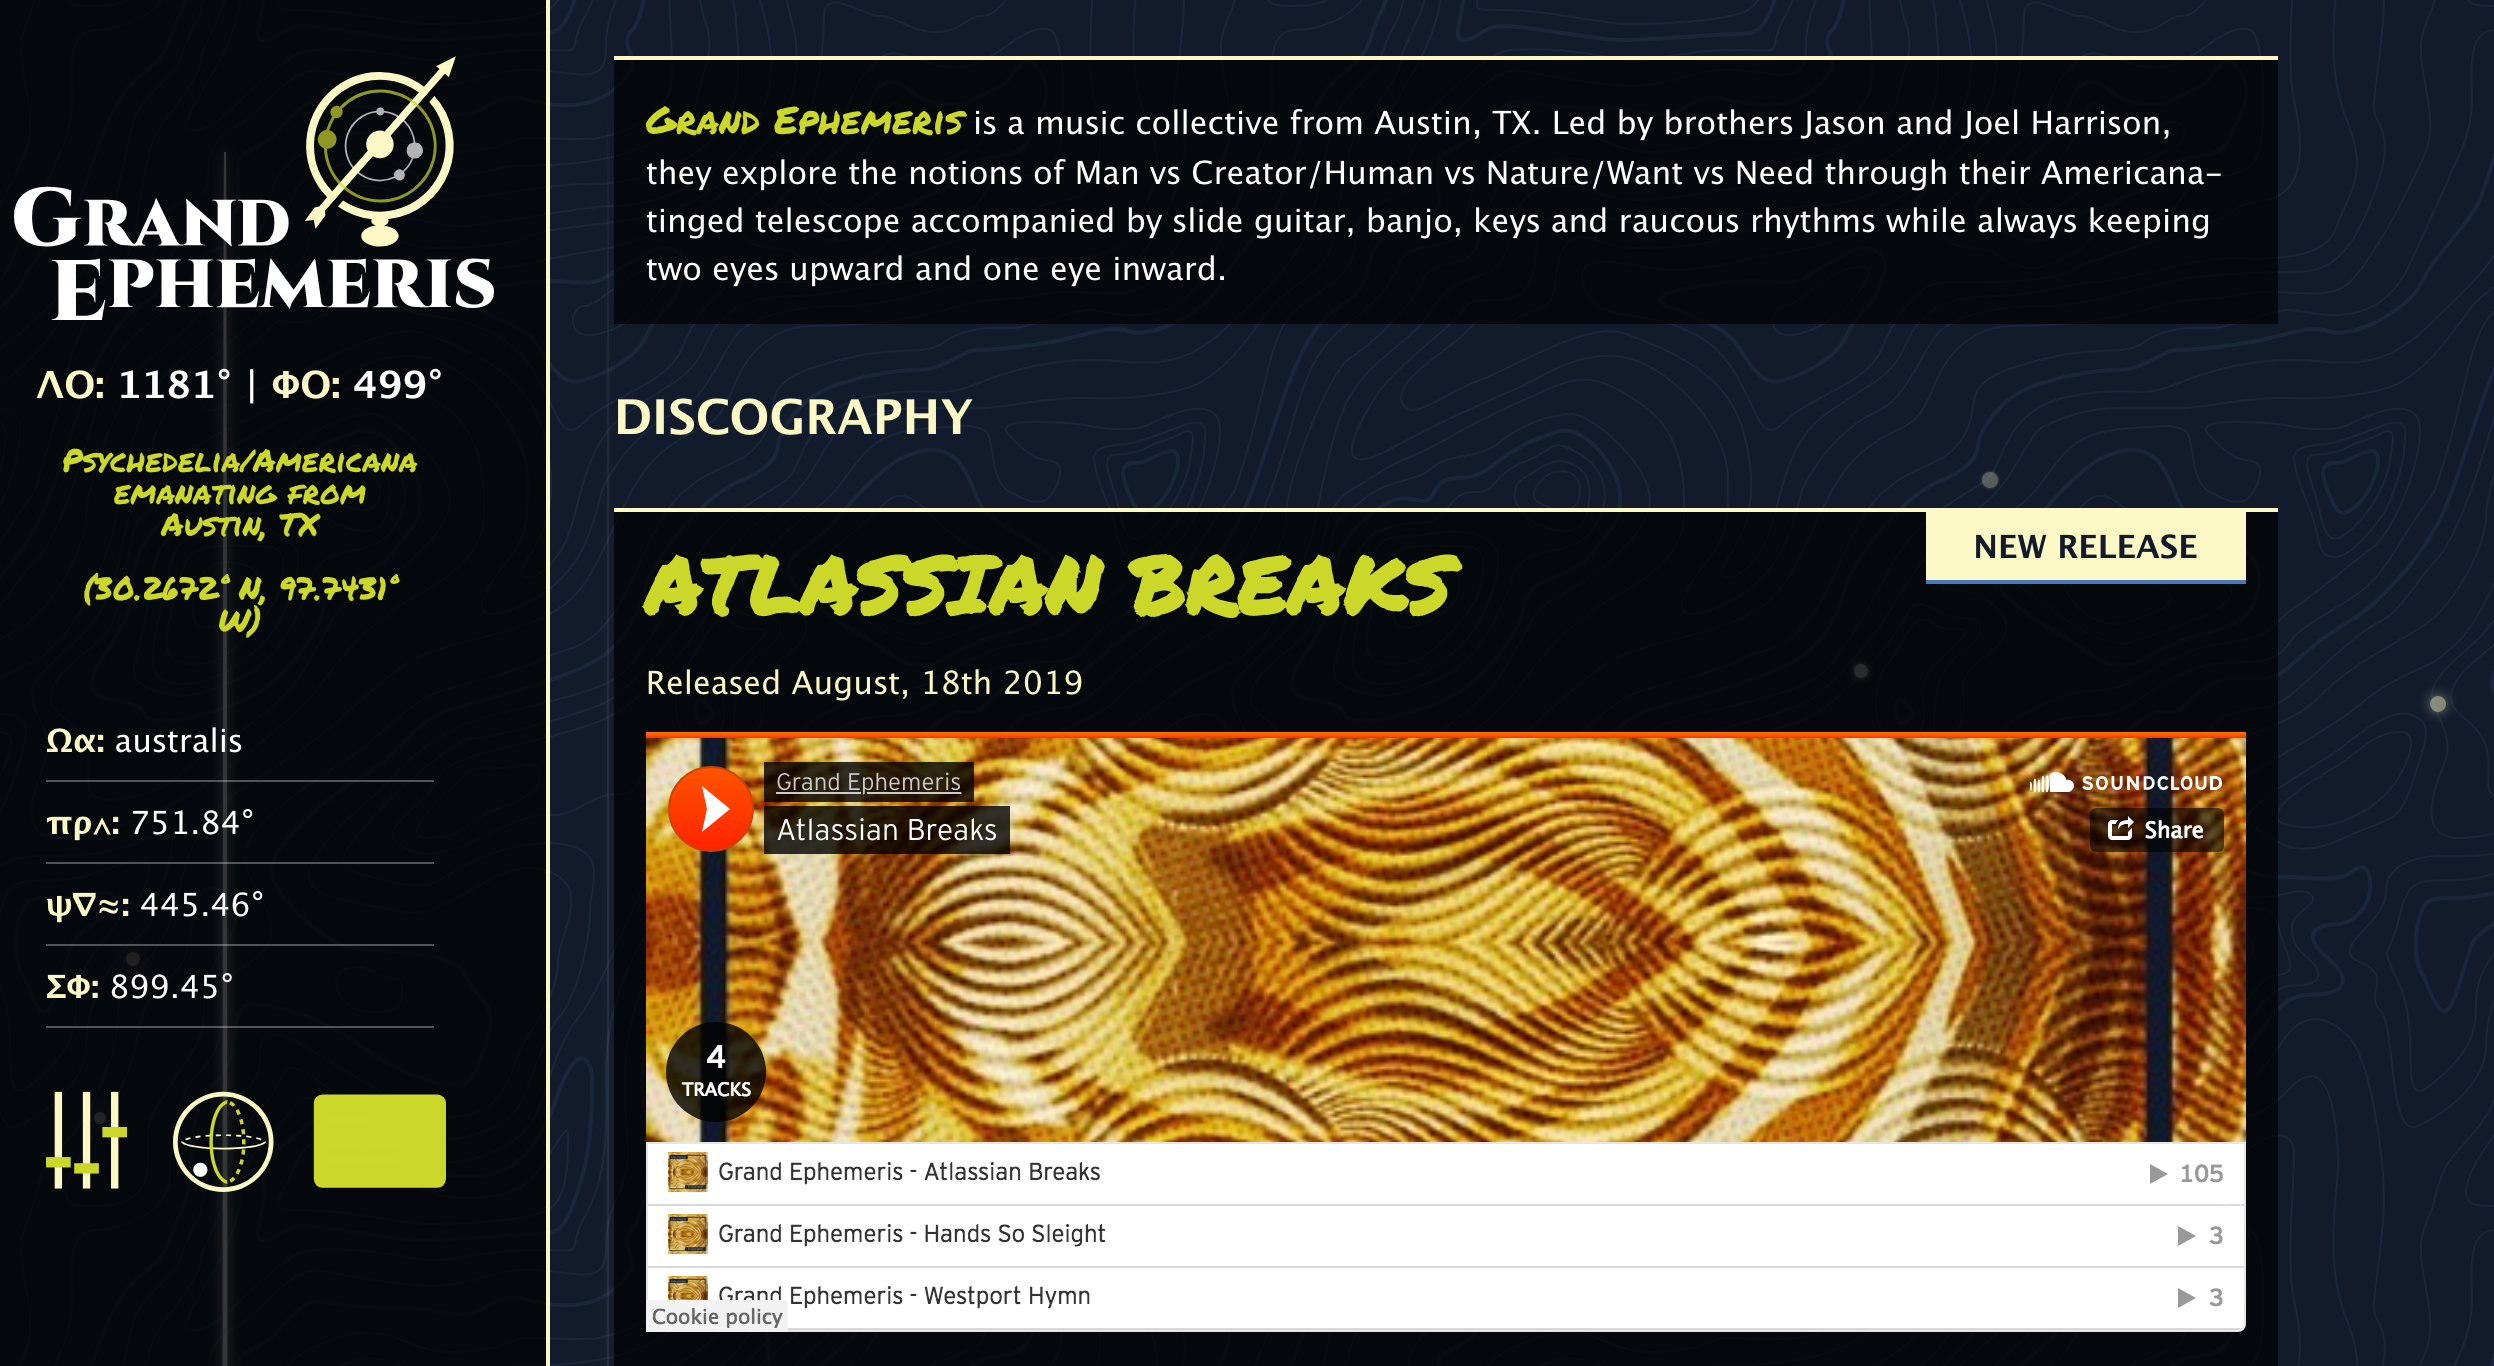 GRAND
EPHEMERIS
ΛΟ: 1181° | ΦΟ: 499°
PSYCHEDELIA/AMERICANA
EMANATING FROM
AUSTIN, TX
(30.2672° N, 97.7431°
W)
Ωα: australis
πρ∧: 751.84°
ψ∇≈: 445.46°
ΣΦ: 899.45°
GRAND EPHEMERIS is a music collective from Austin, TX. Led by brothers Jason and Joel Harrison,
they explore the notions of Man vs Creator/Human vs Nature/Want vs Need through their Americana-
tinged telescope accompanied by slide guitar, banjo, keys and raucous rhythms while always keeping
two eyes upward and one eye inward.
DISCOGRAPHY
NEW RELEASE
ATLASSIAN BREAKS
Released August, 18th 2019
Grand Ephemeris
Atlassian Breaks
SOUNDCLOUD
Share
4
TRACKS
Grand Ephemeris - Atlassian Breaks 105
Grand Ephemeris - Hands So Sleight 3
Grand Ephemeris - Westport Hymn 3
Cookie policy